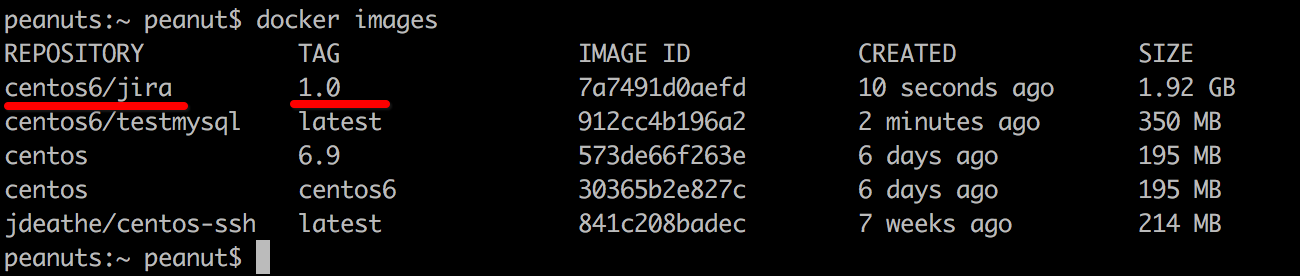 peanuts:~ peanut$ docker images
REPOSITORY TAG IMAGE ID CREATED SIZE
centos6/jira 1.0 7a7491d0aefd 10 seconds ago 1.92 GB
centos6/testmysql latest 912cc4b196a2 2 minutes ago 350 MB
centos 6.9 573de66f263e 6 days ago 195 MB
centos centos6 30365b2e827c 6 days ago 195 MB
jdeathe/centos-ssh latest 841c208badec 7 weeks ago 214 MB
peanuts:~ peanut$